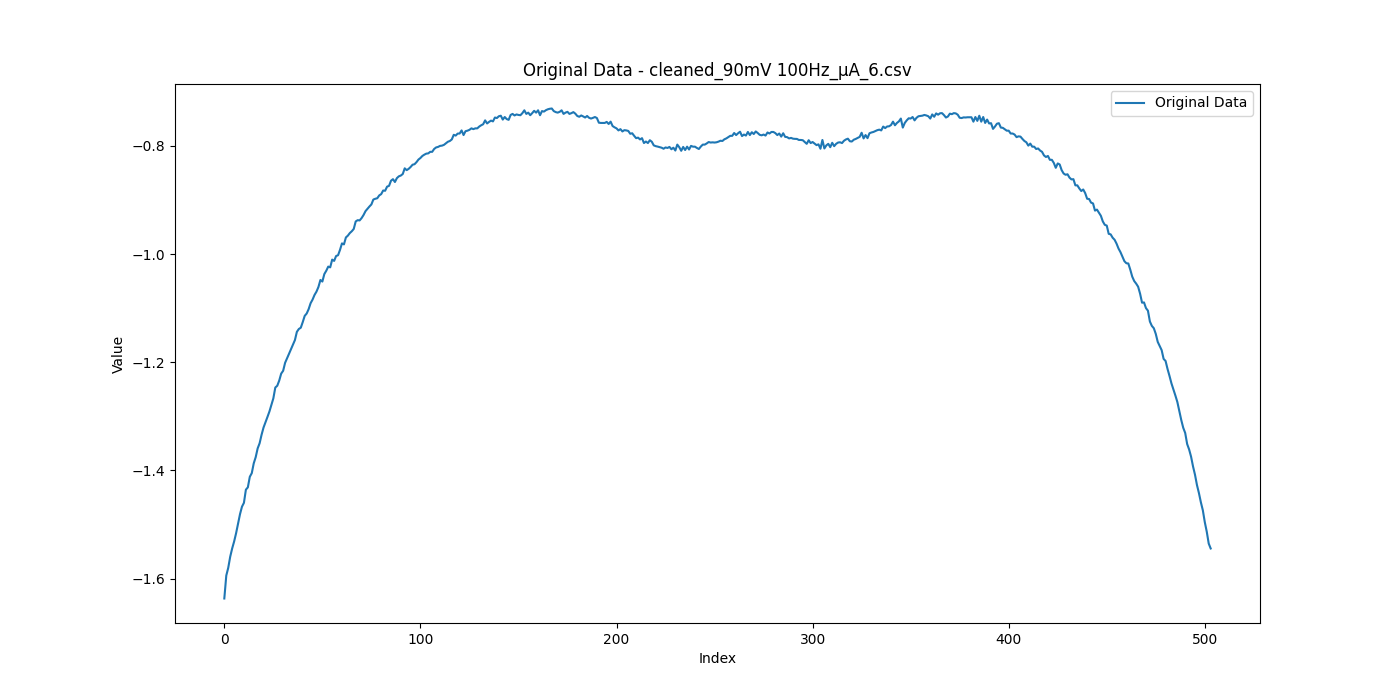 Original Data - cleaned_90mV 100Hz_µA_6.csv
Original Data
−0.8
−1.0
−1.2
−1.4
−1.6
Value
0 100 200 300 400 500
Index